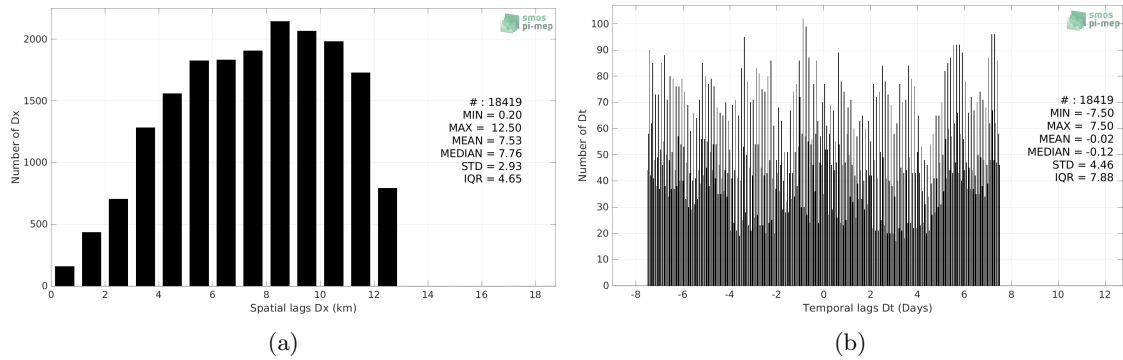 smos
pi-mep
2000
1500
1000
500
0
Number of Dx
# : 18419
MIN = 0.20
MAX = 12.50
MEAN = 7.53
MEDIAN = 7.76
STD = 2.93
IQR = 4.65
0 2 4 6 8 10 12 14 16 18
Spatial lags Dx (km)
(a)
smos
pi-mep
100
90
80
70
60
50
40
30
20
10
0
Number of Dt
# : 18419
MIN = -7.50
MAX = 7.50
MEAN = -0.02
MEDIAN = -0.12
STD = 4.46
IQR = 7.88
-8 -6 -4 -2 0 2 4 6 8 10 12
Temporal lags Dt (Days)
(b)